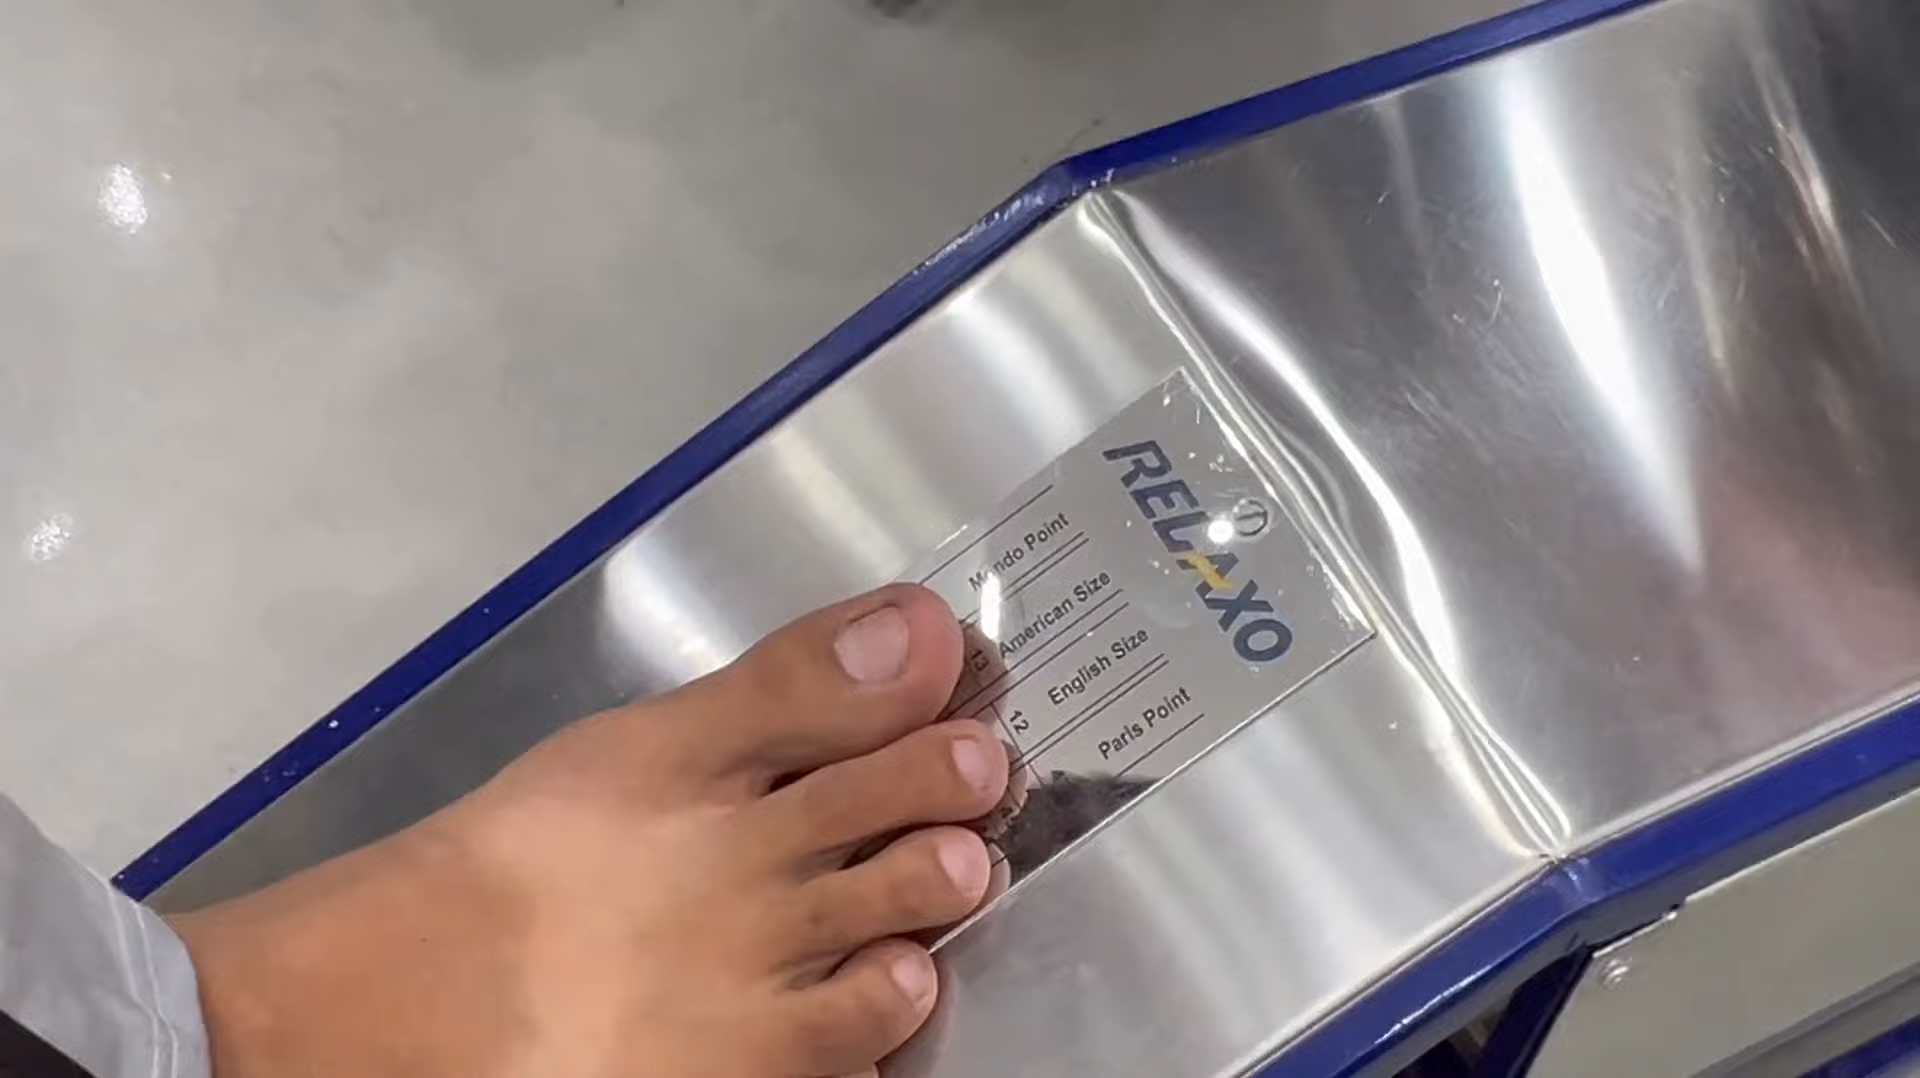 RELAXO
Mondo Point
American Size
13
English Size
12
Paris Point